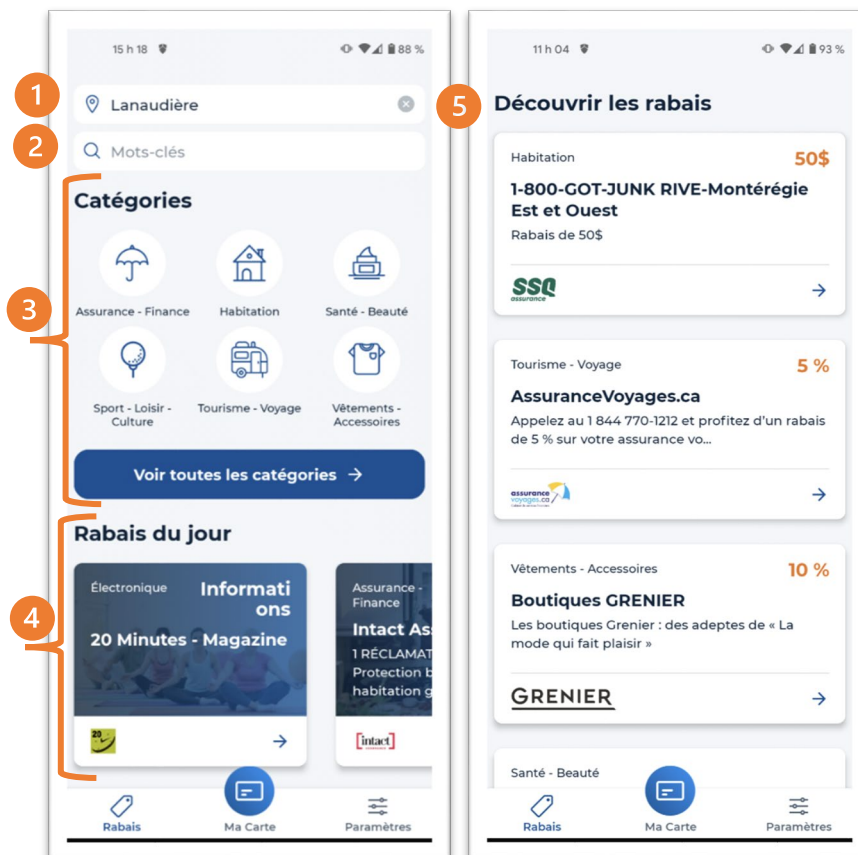 15 h 18
88 %
1
Lanaudière
2
Mots-clés
3
Catégories
Assurance - Finance
Habitation
Santé - Beauté
Sport - Loisir -
Culture
Tourisme - Voyage
Vêtements -
Accessoires
Voir toutes les catégories →
4
Rabais du jour
Électronique
Informati
ons
20 Minutes - Magazine
20
Assurance -
Finance
Intact As
1 RÉCLAMAT
Protection b
habitation g
[intact]
Rabais
Ma Carte
Paramètres
11 h 04
93 %
5
Découvrir les rabais
Habitation
50$
1-800-GOT-JUNK RIVE-Montérégie
Est et Ouest
Rabais de 50$
SSQ
assurance
Tourisme - Voyage
5 %
AssuranceVoyages.ca
Appelez au 1 844 770-1212 et profitez d'un rabais
de 5 % sur votre assurance vo...
assurance
voyages.ca
Vêtements - Accessoires
10 %
Boutiques GRENIER
Les boutiques Grenier : des adeptes de « La
mode qui fait plaisir »
GRENIER
Santé - Beauté
Rabais
Ma Carte
Paramètres